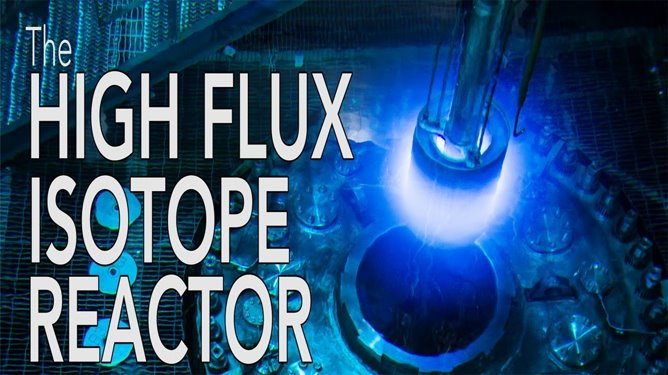 The
HIGH FLUX
ISOTOPE
REACTOR